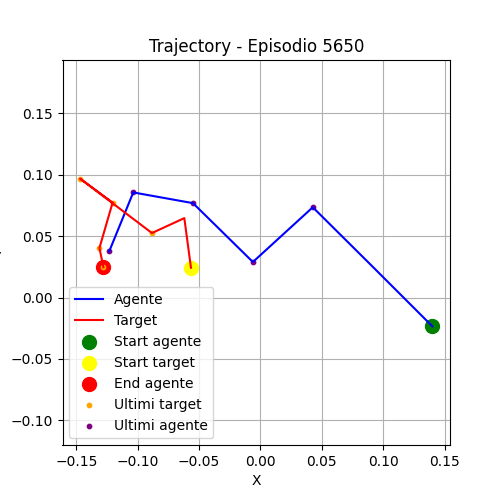 Trajectory - Episodio 5650
0.15
0.10
0.05
0.00
−0.05
−0.10
−0.15 −0.10 −0.05 0.00 0.05 0.10 0.15
X
Agente
Target
Start agente
Start target
End agente
Ultimi target
Ultimi agente